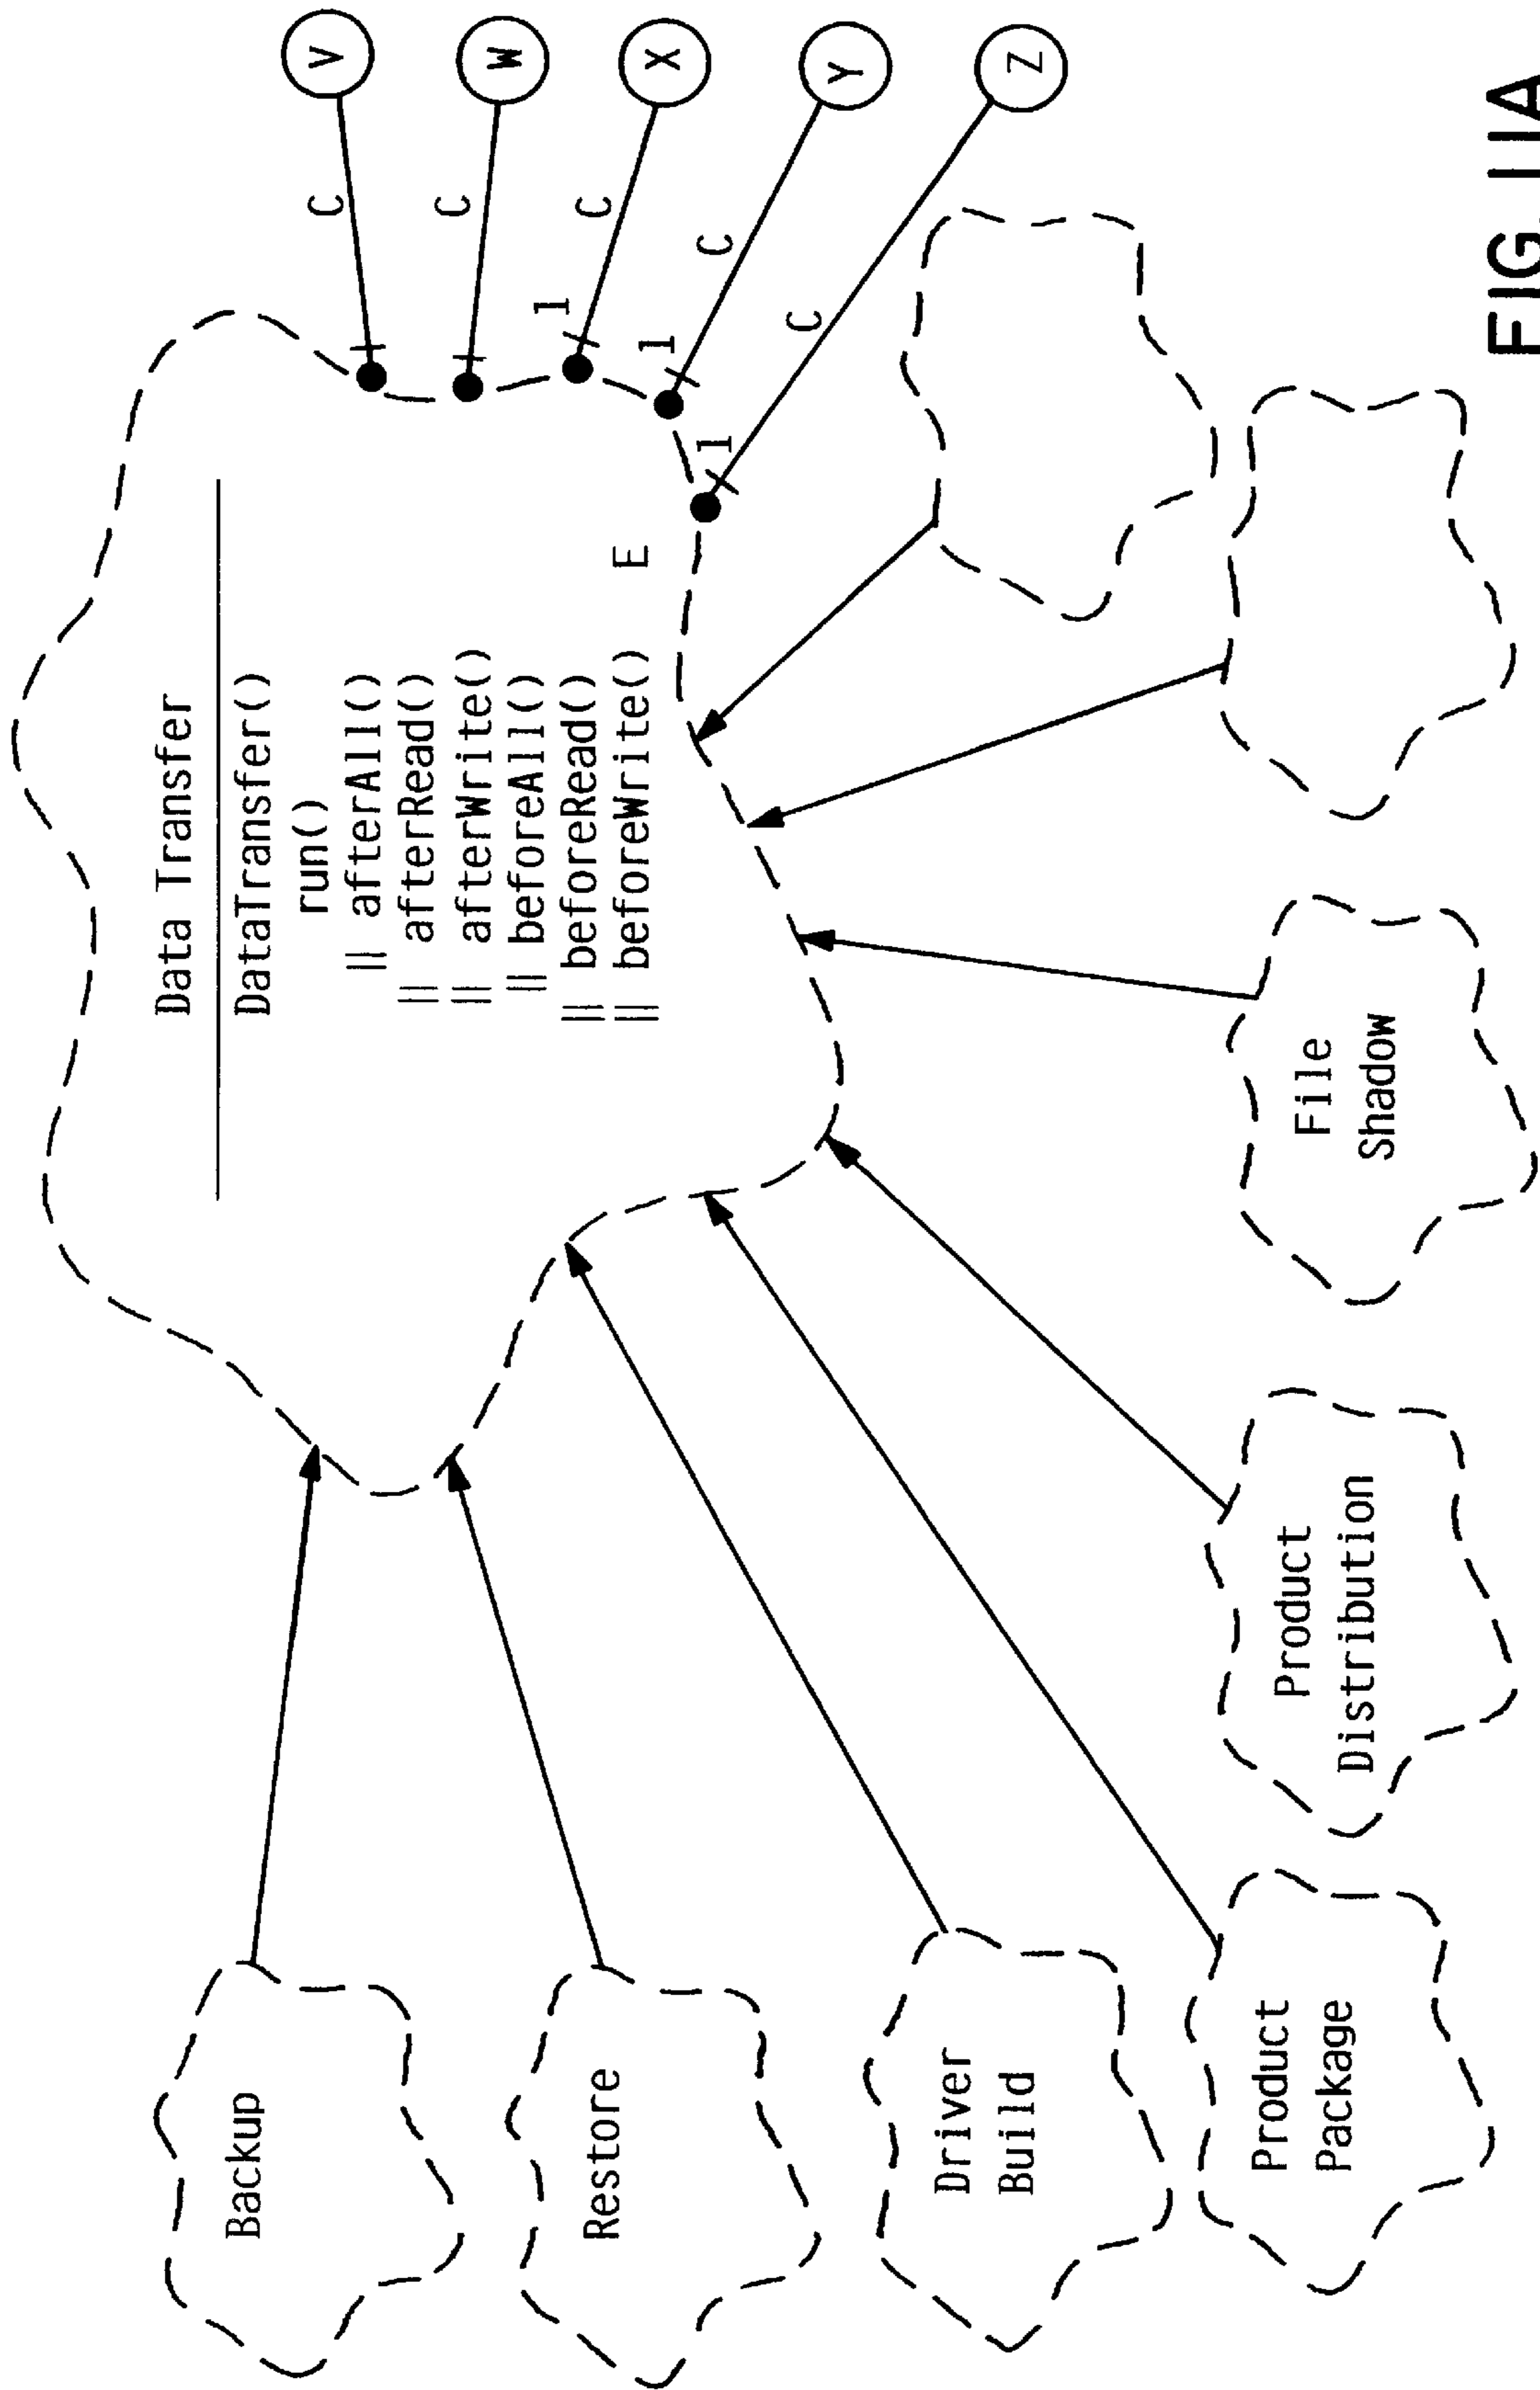 Data Transfer
DataTransfer()
run()
|| afterAll()
|| afterRead()
|| afterWrite()
|| beforeAll()
|| beforeRead()
|| beforeWrite() E
C
V
C
W
1
C
X
1
C
Y
1
C
Z
Backup
Restore
Driver
Build
Product
Package
Product
Distribution
File
Shadow
FIG. 11A